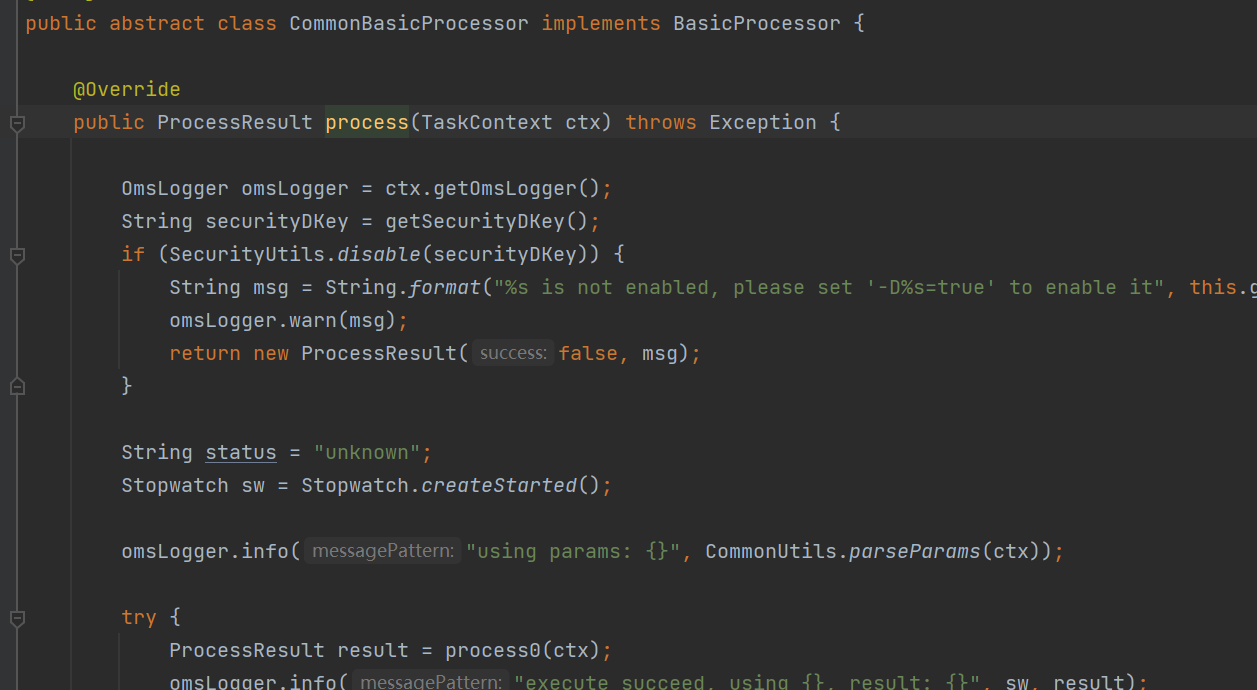 public abstract class CommonBasicProcessor implements BasicProcessor {
@Override
public ProcessResult process(TaskContext ctx) throws Exception {
OmsLogger omsLogger = ctx.getOmsLogger();
String securityDKey = getSecurityDKey();
if (SecurityUtils.disable(securityDKey)) {
String msg = String.format("%s is not enabled, please set '-D%s=true' to enable it", this.g
omsLogger.warn(msg);
return new ProcessResult( success: false, msg);
}
String status = "unknown";
Stopwatch sw = Stopwatch.createStarted();
omsLogger.info( messagePattern: "using params: {}", CommonUtils.parseParams(ctx));
try {
ProcessResult result = process0(ctx);
omsLogger.info( messagePattern: "execute succeed, using {}, result: {}", sw, result);